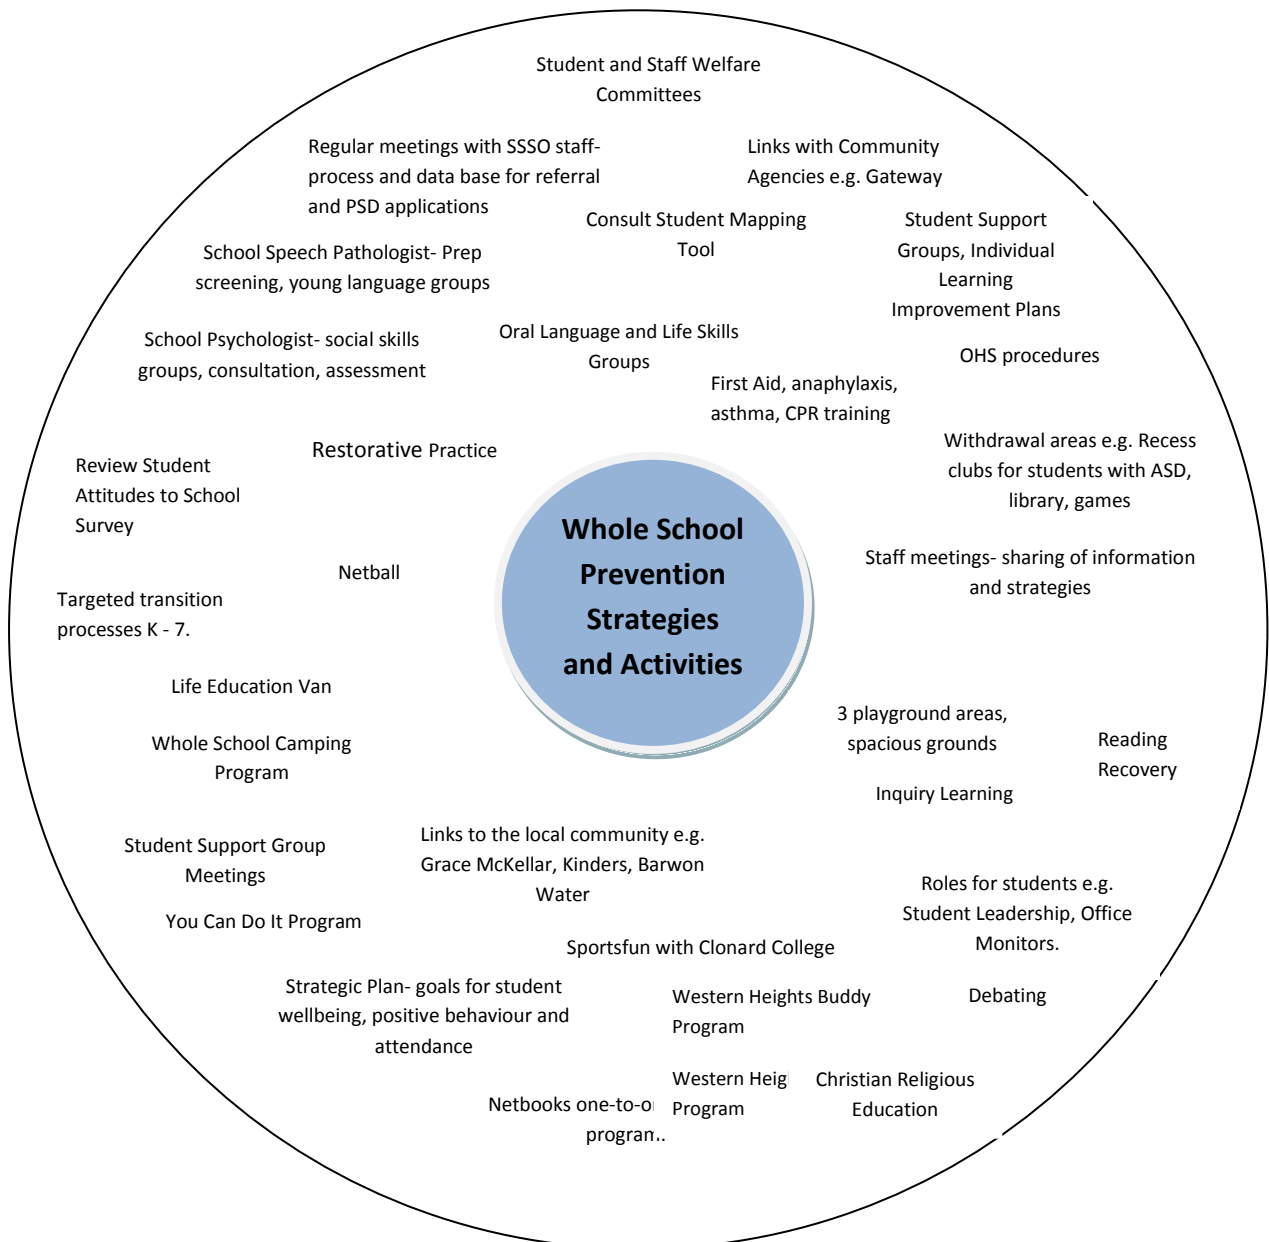 Student and Staff Welfare
Committees
Regular meetings with SSSO staff-
process and data base for referral
and PSD applications
Links with Community
Agencies e.g. Gateway
Consult Student Mapping
Tool
Student Support
Groups, Individual
Learning
Improvement Plans
School Speech Pathologist- Prep
screening, young language groups
School Psychologist- social skills
groups, consultation, assessment
Oral Language and Life Skills
Groups
OHS procedures
First Aid, anaphylaxis,
asthma, CPR training
Restorative Practice
Withdrawal areas e.g. Recess
clubs for students with ASD,
library, games
Review Student
Attitudes to School
Survey
Whole School
Prevention
Strategies
and Activities
Staff meetings- sharing of information
and strategies
Netball
Targeted transition
processes K - 7.
Life Education Van
3 playground areas,
spacious grounds
Reading
Recovery
Whole School Camping
Program
Inquiry Learning
Links to the local community e.g.
Grace McKellar, Kinders, Barwon
Water
Student Support Group
Meetings
Roles for students e.g.
Student Leadership, Office
Monitors.
You Can Do It Program
Sportsfun with Clonard College
Strategic Plan- goals for student
wellbeing, positive behaviour and
attendance
Western Heights Buddy
Program
Debating
Western
Program
Christian Religious
Education
Netbooks
program.